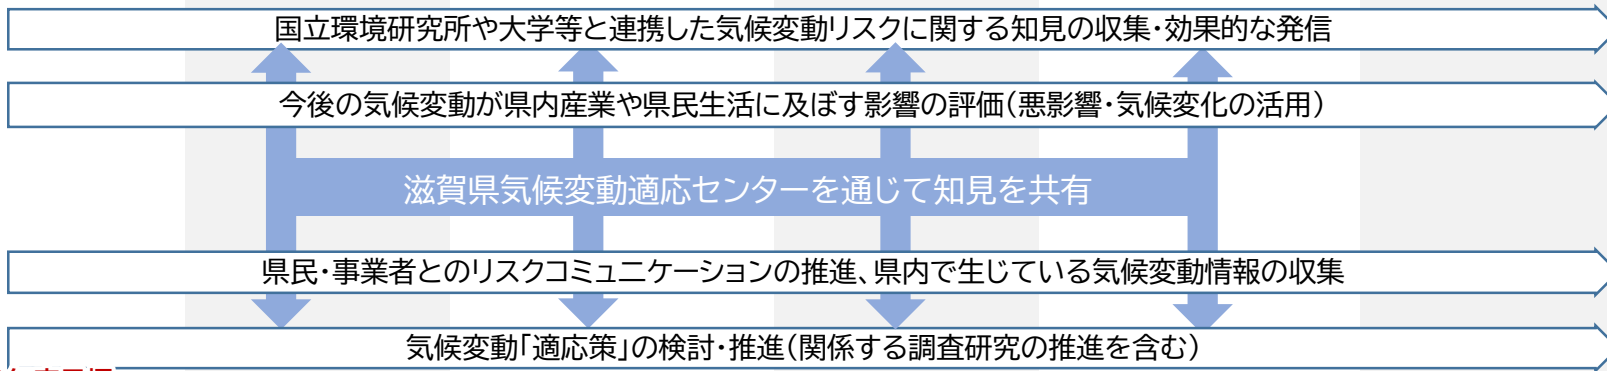 国立環境研究所や大学等と連携した気候変動リスクに関する知見の収集・効果的な発信
今後の気候変動が県内産業や県民生活に及ぼす影響の評価（悪影響・気候変化の活用）
滋賀県気候変動適応センターを通じて知見を共有
県民・事業者とのリスクコミュニケーションの推進、県内で生じている気候変動情報の収集
気候変動「適応策」の検討・推進（関係する調査研究の推進を含む）